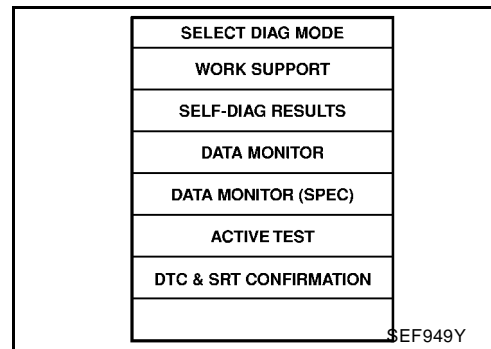 SELECT DIAG MODE
WORK SUPPORT
SELF-DIAG RESULTS
DATA MONITOR
DATA MONITOR (SPEC)
ACTIVE TEST
DTC & SRT CONFIRMATION
SEF949Y